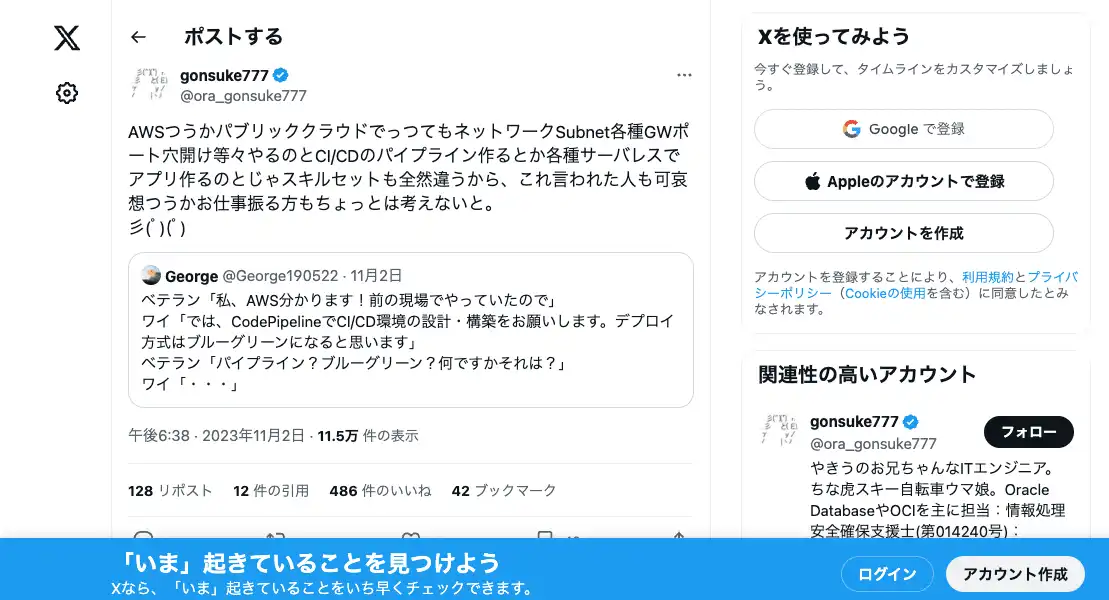 ポストする
gonsuke777
@ora_gonsuke777
AWSつうかパブリッククラウドでっつてもネットワークSubnet各種GWポ
ート穴開け等々やるのとCI/CDのパイプライン作るとか各種サーバレスで
アプリ作るのとじゃスキルセットも全然違うから、これ言われた人も可哀
想つうかお仕事振る方もちょっとは考えないと。
彡(ﾟ)(ﾟ)
George @George190522 · 11月2日
ベテラン「私、AWS分かります！前の現場でやっていたので」
ワイ「では、CodePipelineでCI/CD環境の設計・構築をお願いします。デプロイ
方式はブルーグリーンになると思います」
ベテラン「パイプライン？ブルーグリーン？何ですかそれは？」
ワイ「・・・」
午後6:38 · 2023年11月2日 · 11.5万 件の表示
128 リポスト 12 件の引用 486 件のいいね 42 ブックマーク
Xを使ってみよう
今すぐ登録して、タイムラインをカスタマイズしましょ
う。
Google で登録
Appleのアカウントで登録
アカウントを作成
アカウントを登録することにより、利用規約とプライバ
シーポリシー（Cookieの使用を含む）に同意したとみ
なされます。
関連性の高いアカウント
gonsuke777
@ora_gonsuke777
フォロー
やきうのお兄ちゃんなITエンジニア。
ちな虎スキー自転車ウマ娘。Oracle
DatabaseやOCIを主に担当：情報処理
安全確保支援士(第014240号)：
「いま」起きていることを見つけよう
Xなら、「いま」起きていることをいち早くチェックできます。
ログイン
アカウント作成